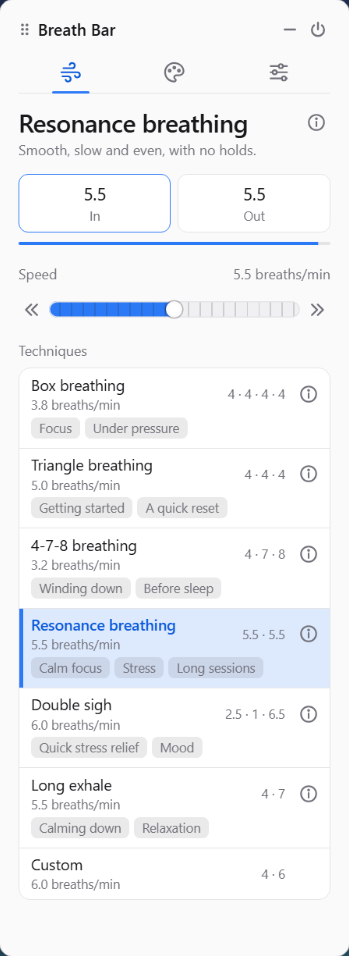 Breath Bar
Resonance breathing
Smooth, slow and even, with no holds.
5.5
In
5.5
Out
Speed
5.5 breaths/min
Techniques
Box breathing
4 · 4 · 4 · 4
3.8 breaths/min
Focus
Under pressure
Triangle breathing
4 · 4 · 4
5.0 breaths/min
Getting started
A quick reset
4-7-8 breathing
4 · 7 · 8
3.2 breaths/min
Winding down
Before sleep
Resonance breathing
5.5 · 5.5
5.5 breaths/min
Calm focus
Stress
Long sessions
Double sigh
2.5 · 1 · 6.5
6.0 breaths/min
Quick stress relief
Mood
Long exhale
4 · 7
5.5 breaths/min
Calming down
Relaxation
Custom
4 · 6
6.0 breaths/min